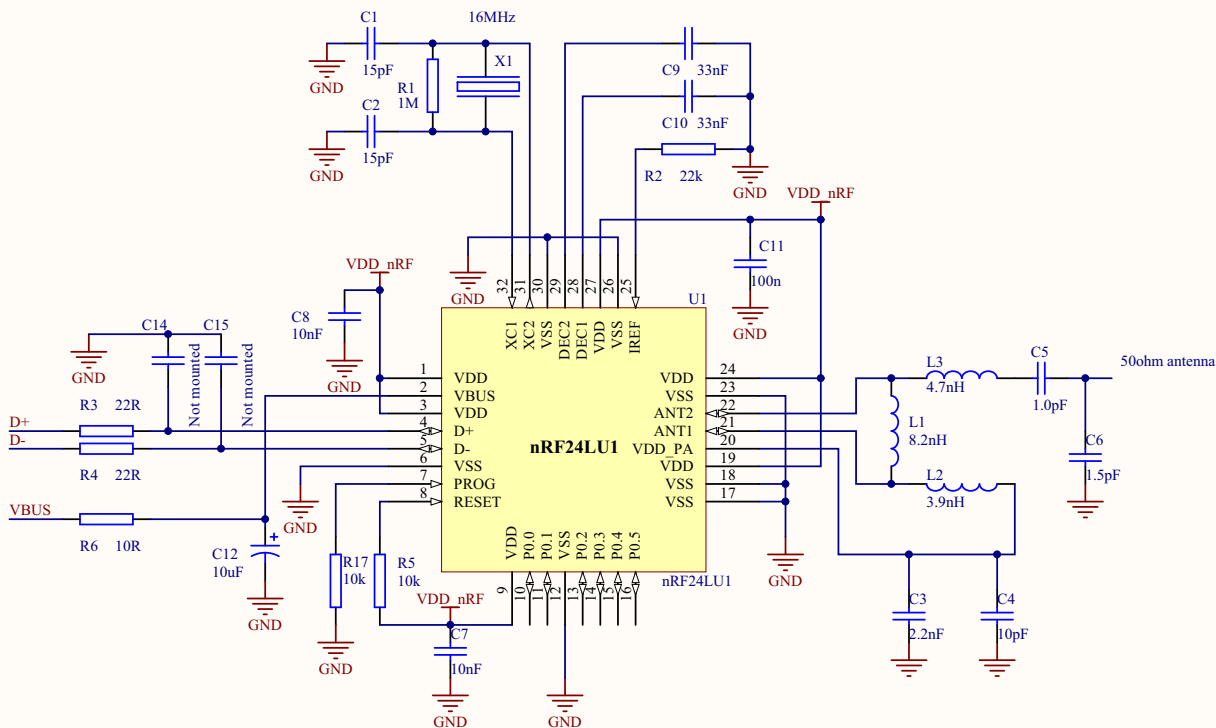 C1
16MHz
15pF
GND
R1
1M
X1
C2
15pF
GND
C9
33nF
C10
33nF
R2
22k
GND
VDD_nRF
C11
100n
GND
VDD_nRF
C8
10nF
GND
GND
32
31
30
29
28
27
26
25
U1
XC1
XC2
VSS
DEC2
DEC1
VDD
VSS
IREF
C14
C15
Not mounted
Not mounted
GND
R3
22R
R4
22R
D+
D-
VBUS
R6
10R
C12
10uF
+
GND
GND
1
2
3
4
5
6
7
8
VDD
VBUS
VDD
D+
D-
VSS
PROG
RESET
nRF24LU1
24
23
22
21
20
19
18
17
VDD
VSS
ANT2
ANT1
VDD_PA
VDD
VSS
VSS
VDD
P0.0
P0.1
VSS
P0.2
P0.3
P0.4
P0.5
9
10
11
12
13
14
15
16
nRF24LU1
R17
10k
GND
R5
10k
VDD_nRF
C7
10nF
GND
GND
GND
L3
4.7nH
C5
1.0pF
50ohm antenna
L1
8.2nH
L2
3.9nH
C6
1.5pF
C3
2.2nF
GND
C4
10pF
GND